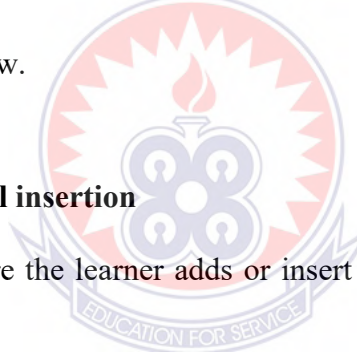 w.
l insertion
e the learner adds or insert
EDUCATION FOR SERVICE